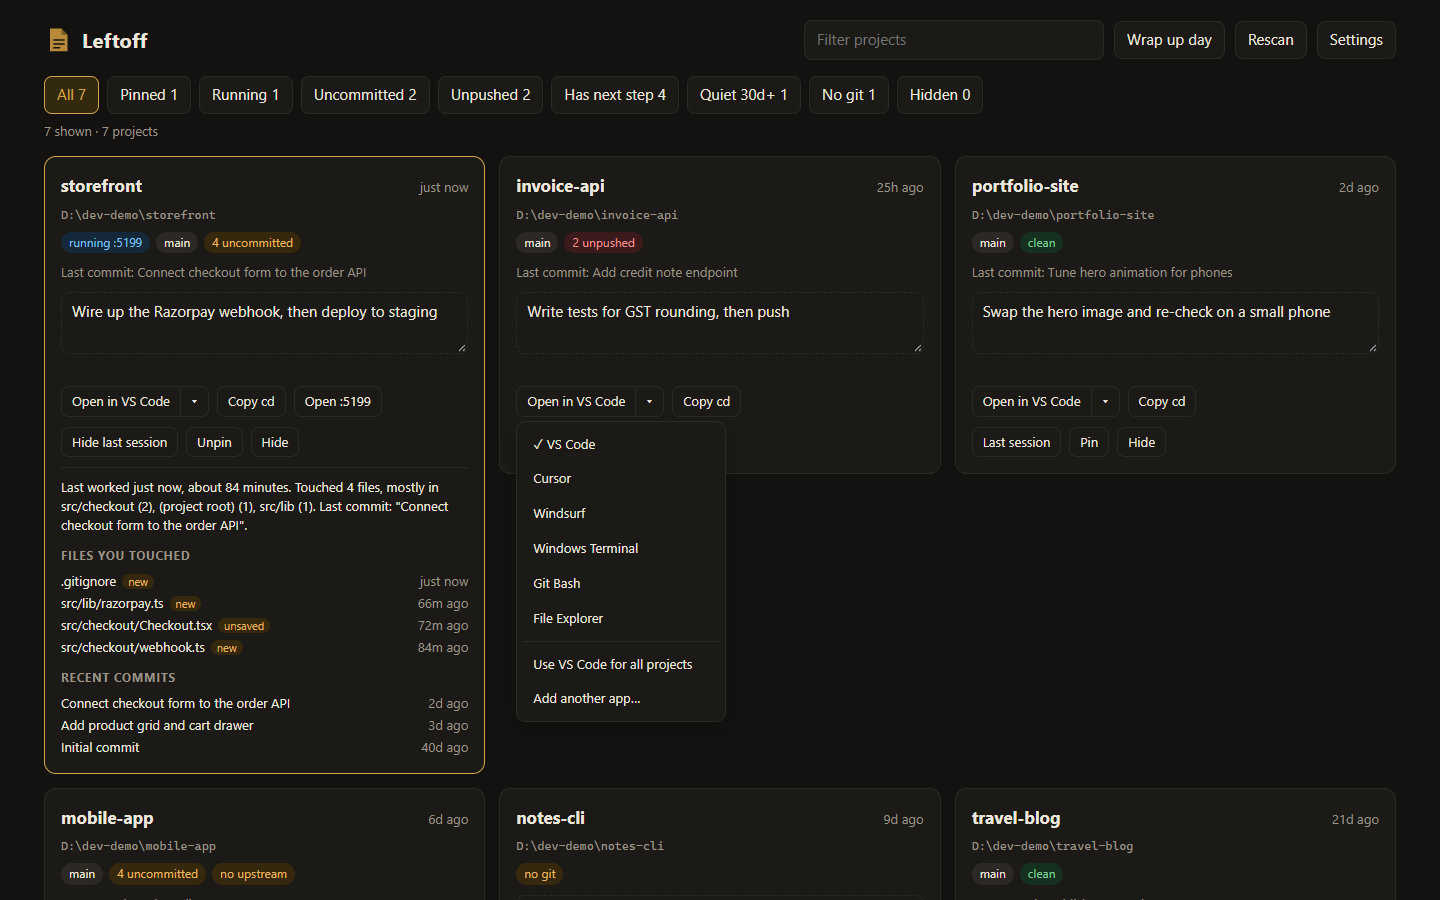 Leftoff
Filter projects
Wrap up day
Rescan
Settings
All 7
Pinned 1
Running 1
Uncommitted 2
Unpushed 2
Has next step 4
Quiet 30d+ 1
No git 1
Hidden 0
7 shown · 7 projects
storefront
just now
D:\dev-demo\storefront
running :5199
main
4 uncommitted
Last commit: Connect checkout form to the order API
Wire up the Razorpay webhook, then deploy to staging
Open in VS Code
Copy cd
Open :5199
Hide last session
Unpin
Hide
Last worked just now, about 84 minutes. Touched 4 files, mostly in
src/checkout (2), (project root) (1), src/lib (1). Last commit: "Connect
checkout form to the order API".
FILES YOU TOUCHED
.gitignore new just now
src/lib/razorpay.ts new 66m ago
src/checkout/Checkout.tsx unsaved 72m ago
src/checkout/webhook.ts new 84m ago
RECENT COMMITS
Connect checkout form to the order API 2d ago
Add product grid and cart drawer 3d ago
Initial commit 40d ago
invoice-api
25h ago
D:\dev-demo\invoice-api
main
2 unpushed
Last commit: Add credit note endpoint
Write tests for GST rounding, then push
Open in VS Code
Copy cd
✓ VS Code
Cursor
Windsurf
Windows Terminal
Git Bash
File Explorer
Use VS Code for all projects
Add another app...
portfolio-site
2d ago
D:\dev-demo\portfolio-site
main
clean
Last commit: Tune hero animation for phones
Swap the hero image and re-check on a small phone
Open in VS Code
Copy cd
Last session
Pin
Hide
mobile-app
6d ago
D:\dev-demo\mobile-app
main
4 uncommitted
no upstream
notes-cli
9d ago
D:\dev-demo\notes-cli
no git
travel-blog
21d ago
D:\dev-demo\travel-blog
main
clean